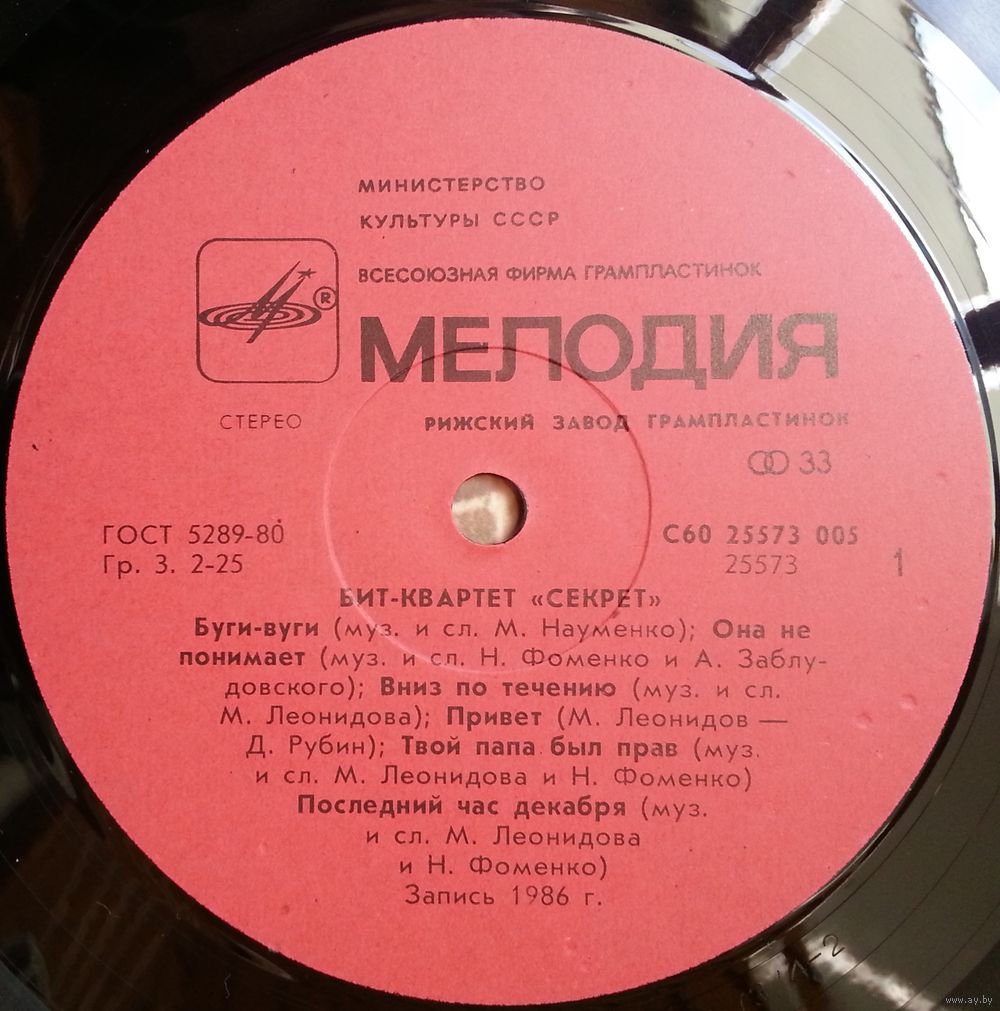 МИНИСТЕРСТВО
КУЛЬТУРЫ СССР
ВСЕСОЮЗНАЯ ФИРМА ГРАМПЛАСТИНОК
®
МЕЛОДИЯ
СТЕРЕО
РИЖСКИЙ ЗАВОД ГРАМПЛАСТИНОК
33
ГОСТ 5289-80
С60 25573 005
Гр. 3. 2-25
25573
1
БИТ-КВАРТЕТ «СЕКРЕТ»
Буги-вуги (муз. и сл. М. Науменко); Она не
понимает (муз. и сл. Н. Фоменко и А. Заблу-
довского); Вниз по течению (муз. и сл.
М. Леонидова); Привет (М. Леонидов —
Д. Рубин); Твой папа был прав (муз.
и сл. М. Леонидова и Н. Фоменко)
Последний час декабря (муз.
и сл. М. Леонидова
и Н. Фоменко)
Запись 1986 г.
www.ay.by